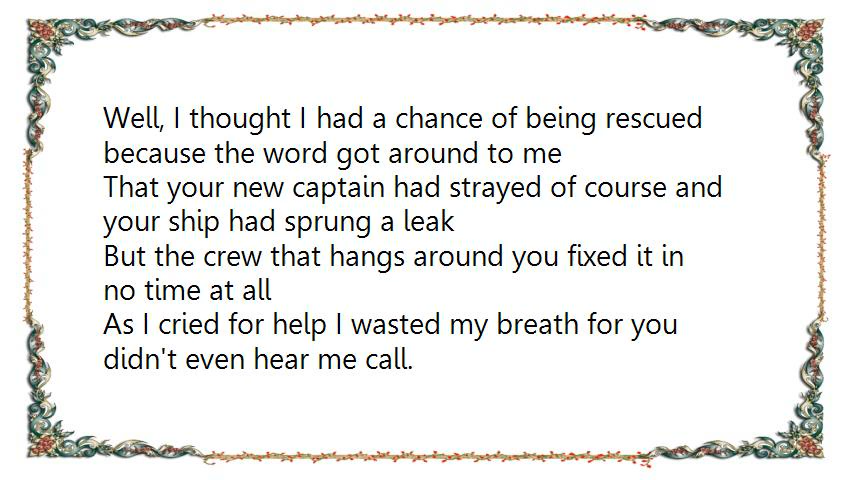 Well, I thought I had a chance of being rescued
because the word got around to me
That your new captain had strayed of course and
your ship had sprung a leak
But the crew that hangs around you fixed it in
no time at all
As I cried for help I wasted my breath for you
didn't even hear me call.